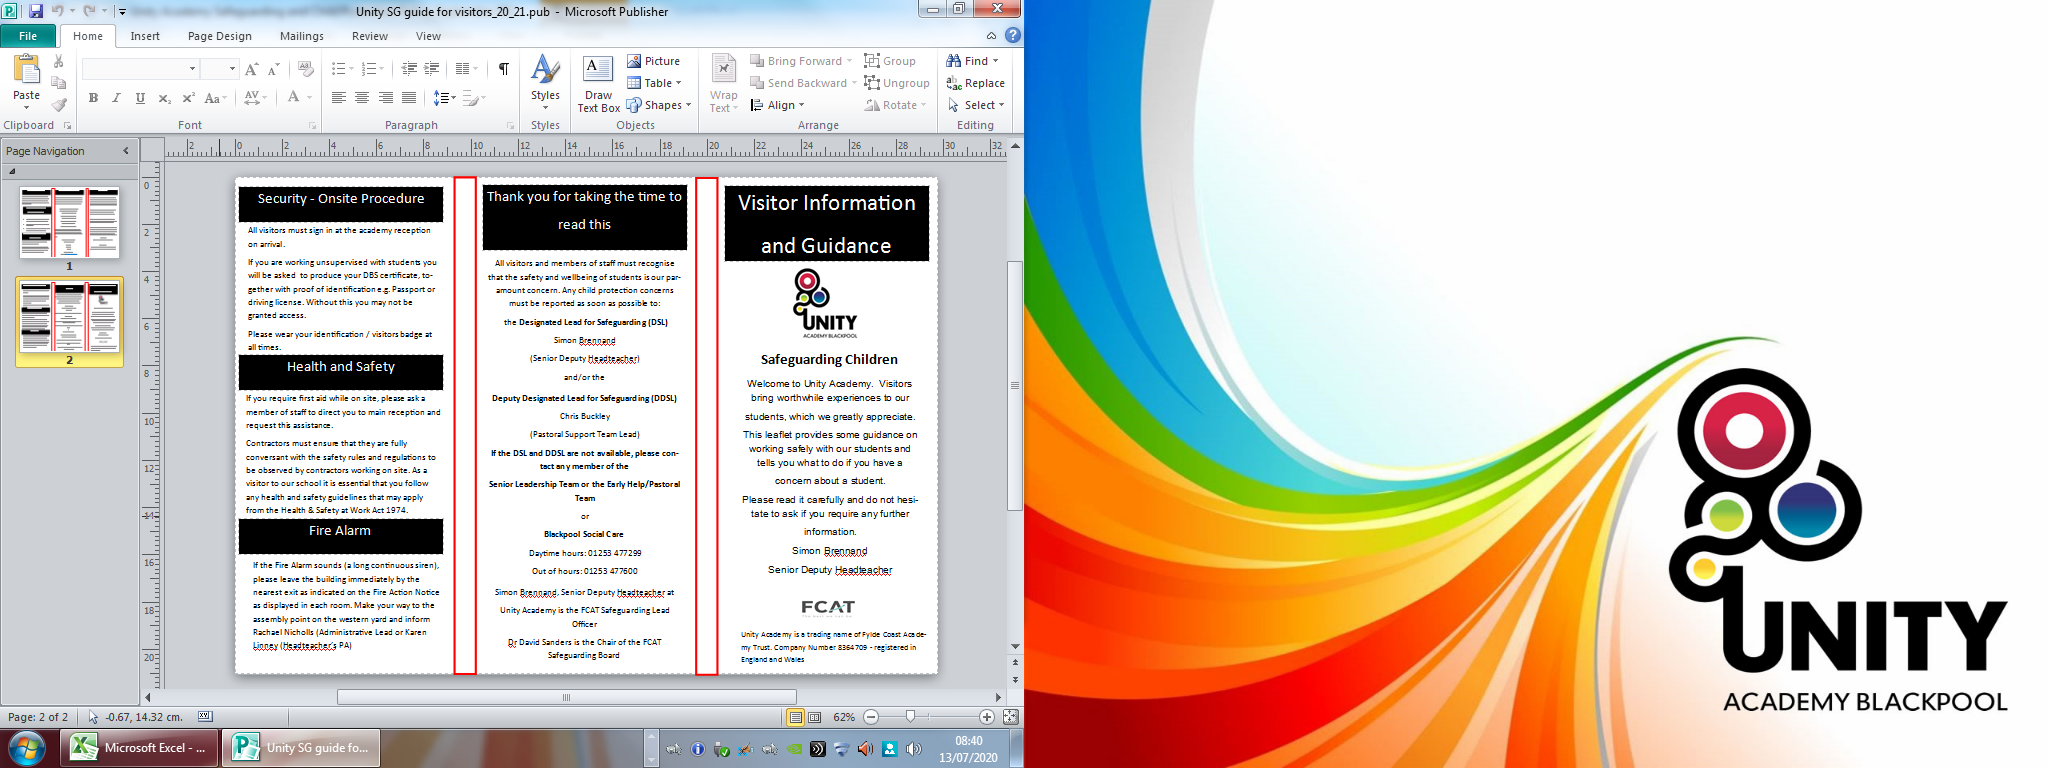 Unity SG guide for visitors_20_21.pub - Microsoft Publisher
File Home Insert Page Design Mailings Review View
Paste
Clipboard
Font
Paragraph
Styles
Styles
Draw Text Box
Picture
Table
Shapes
Objects
Wrap Text
Bring Forward
Send Backward
Align
Group
Ungroup
Rotate
Arrange
Find
Replace
Select
Editing
Page Navigation
1
2
Security - Onsite Procedure
All visitors must sign in at the academy reception
on arrival.
If you are working unsupervised with students you
will be asked to produce your DBS certificate, to-
gether with proof of identification e.g. Passport or
driving license. Without this you may not be
granted access.
Please wear your identification / visitors badge at
all times.
Health and Safety
If you require first aid while on site, please ask a
member of staff to direct you to main reception and
request this assistance.
Contractors must ensure that they are fully
conversant with the safety rules and regulations to
be observed by contractors working on site. As a
visitor to our school it is essential that you follow
any health and safety guidelines that may apply
from the Health & Safety at Work Act 1974.
Fire Alarm
If the Fire Alarm sounds (a long continuous siren),
please leave the building immediately by the
nearest exit as indicated on the Fire Action Notice
as displayed in each room. Make your way to the
assembly point on the western yard and inform
Rachael Nicholls (Administrative Lead or Karen
Linney (Headteacher's PA)
Thank you for taking the time to
read this
All visitors and members of staff must recognise
that the safety and wellbeing of students is our par-
amount concern. Any child protection concerns
must be reported as soon as possible to:
the Designated Lead for Safeguarding (DSL)
Simon Brennand
(Senior Deputy Headteacher)
and/or the
Deputy Designated Lead for Safeguarding (DDSL)
Chris Buckley
(Pastoral Support Team Lead)
If the DSL and DDSL are not available, please con-
tact any member of the
Senior Leadership Team or the Early Help/Pastoral
Team
or
Blackpool Social Care
Daytime hours: 01253 477299
Out of hours: 01253 477600
Simon Brennand, Senior Deputy Headteacher at
Unity Academy is the FCAT Safeguarding Lead
Officer
Dr David Sanders is the Chair of the FCAT
Safeguarding Board
Visitor Information
and Guidance
UNITY
ACADEMY BLACKPOOL
Safeguarding Children
Welcome to Unity Academy. Visitors
bring worthwhile experiences to our
students, which we greatly appreciate.
This leaflet provides some guidance on
working safely with our students and
tells you what to do if you have a
concern about a student.
Please read it carefully and do not hesi-
tate to ask if you require any further
information.
Simon Brennand
Senior Deputy Headteacher
FCAT
Unity Academy is a trading name of Fylde Coast Acade-
my Trust. Company Number 8364709 - registered in
England and Wales
Page: 2 of 2
-0.67, 14.32 cm.
62%
Microsoft Excel - ...
Unity SG guide fo...
08:40
13/07/2020
UNITY
ACADEMY BLACKPOOL